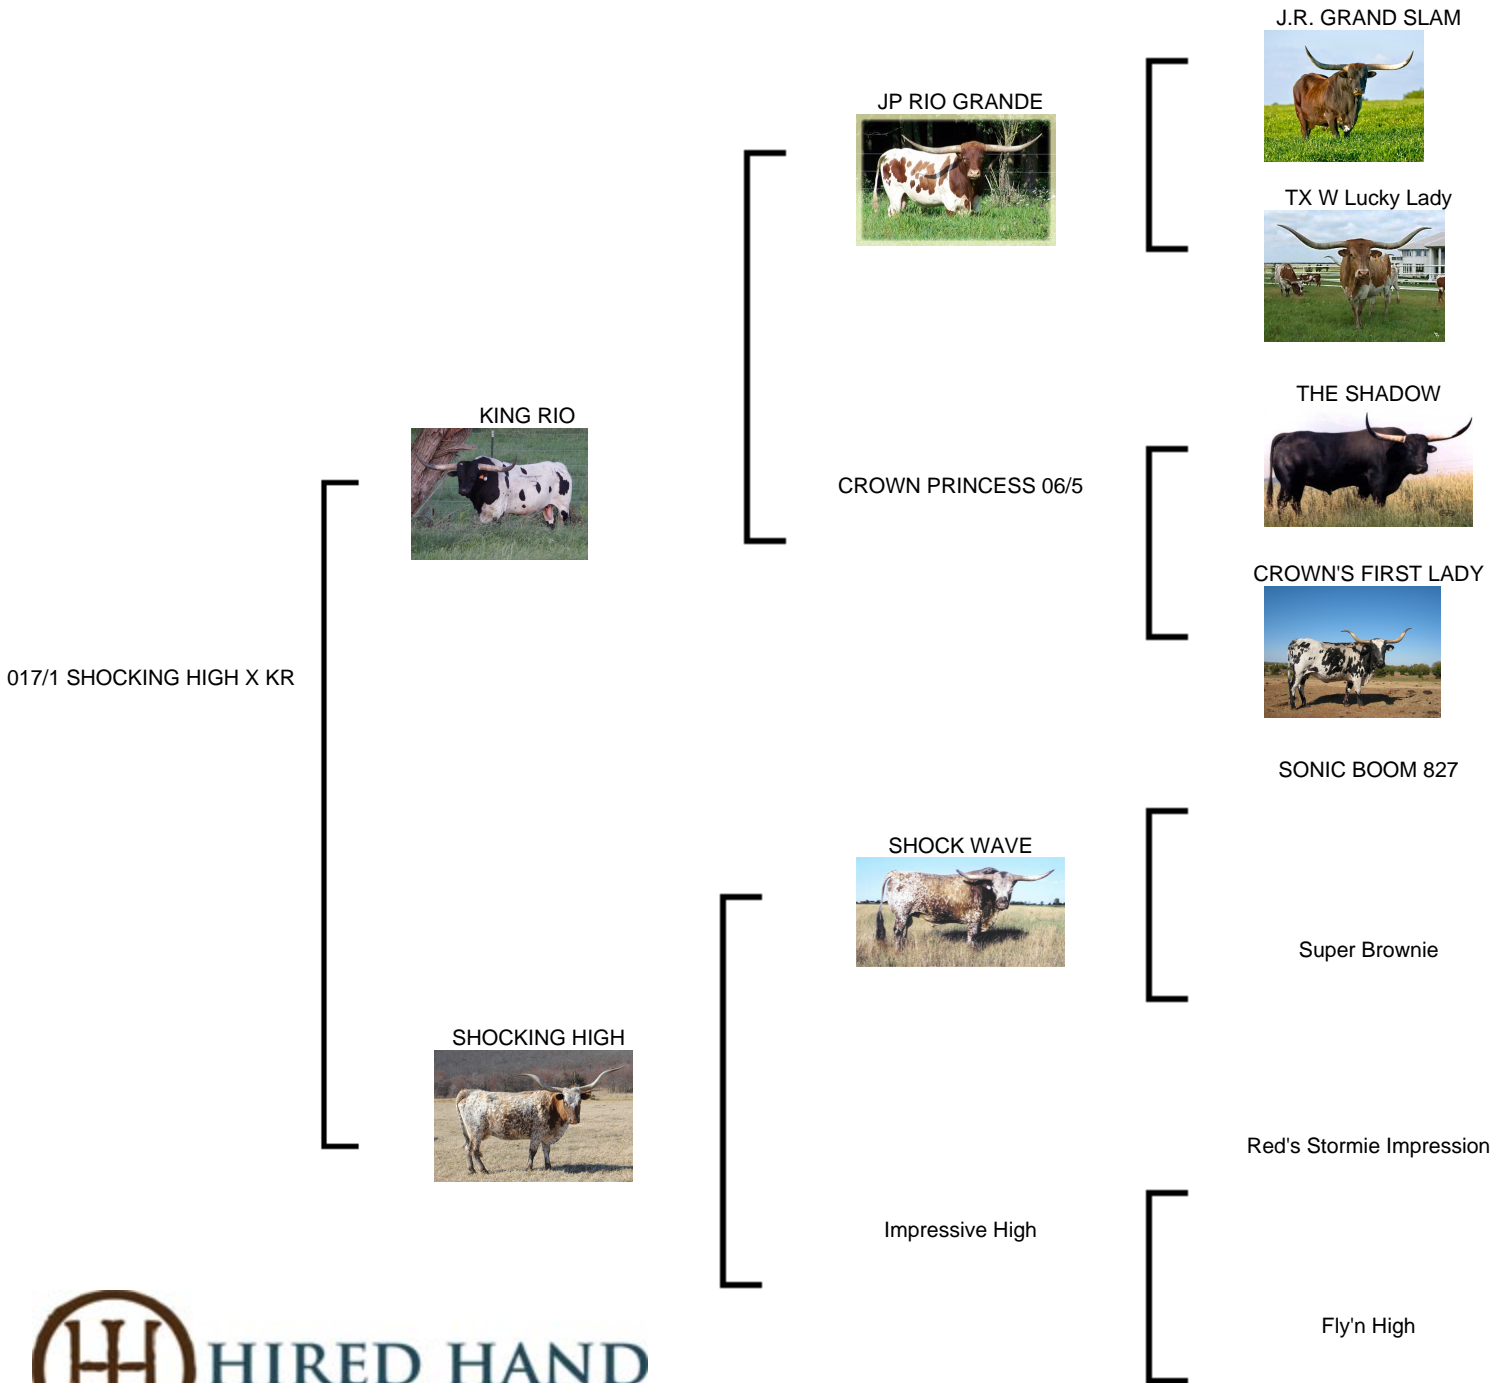 J.R. GRAND SLAM
JP RIO GRANDE
TX W Lucky Lady
KING RIO
THE SHADOW
CROWN PRINCESS 06/5
CROWN'S FIRST LADY
017/1 SHOCKING HIGH X KR
SONIC BOOM 827
SHOCK WAVE
Super Brownie
SHOCKING HIGH
Red's Stormie Impression
Impressive High
Fly'n High
HIRED HAND